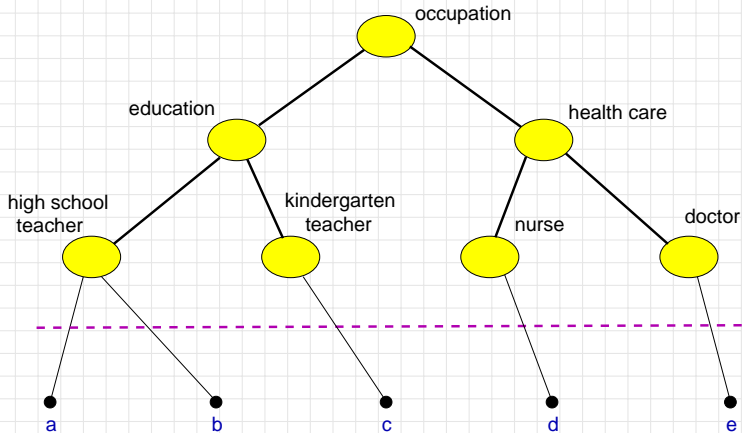 occupation
education
health care
high school
teacher
kindergarten
teacher
nurse
doctor
a
b
c
d
e